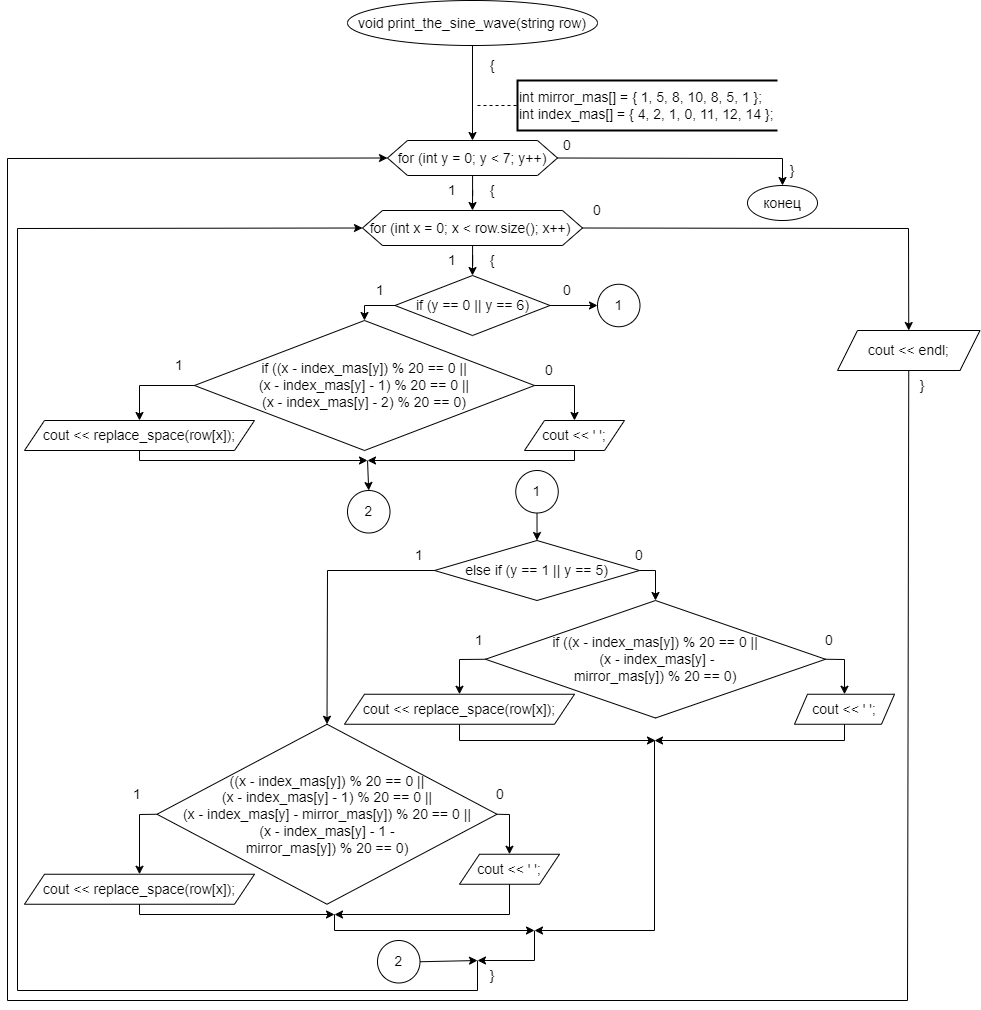 void print_the_sine_wave(string row)
{
int mirror_mas[] = { 1, 5, 8, 10, 8, 5, 1 };
int index_mas[] = { 4, 2, 1, 0, 11, 12, 14 };
for (int y = 0; y < 7; y++)
0
}
конец
1
{
for (int x = 0; x < row.size(); x++)
0
1
{
if (y == 0 || y == 6)
1
0
1
cout << endl;
}
if ((x - index_mas[y]) % 20 == 0 ||
(x - index_mas[y] - 1) % 20 == 0 ||
(x - index_mas[y] - 2) % 20 == 0)
1
0
cout << replace_space(row[x]);
cout << ' ';
2
1
else if (y == 1 || y == 5)
1
0
if ((x - index_mas[y]) % 20 == 0 ||
(x - index_mas[y] -
mirror_mas[y]) % 20 == 0)
1
0
cout << replace_space(row[x]);
cout << ' ';
((x - index_mas[y]) % 20 == 0 ||
(x - index_mas[y] - 1) % 20 == 0 ||
(x - index_mas[y] - mirror_mas[y]) % 20 == 0 ||
(x - index_mas[y] - 1 -
mirror_mas[y]) % 20 == 0)
1
0
cout << replace_space(row[x]);
cout << ' ';
2
}